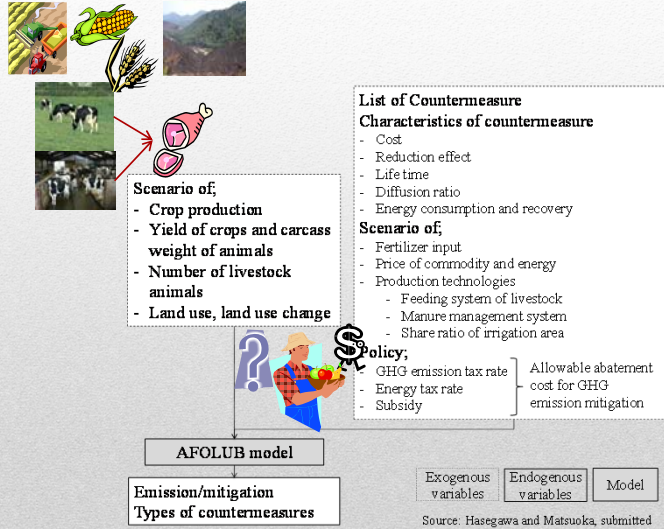 Scenario of;
- Crop production
- Yield of crops and carcass
weight of animals
- Number of livestock
animals
- Land use, land use change
List of Countermeasure
Characteristics of countermeasure
- Cost
- Reduction effect
- Life time
- Diffusion ratio
- Energy consumption and recovery
Scenario of;
- Fertilizer input
- Price of commodity and energy
- Production technologies
- Feeding system of livestock
- Manure management system
- Share ratio of irrigation area
Policy;
- GHG emission tax rate
- Energy tax rate
- Subsidy
Allowable abatement
cost for GHG
emission mitigation
?
$
AFOLUB model
Emission/mitigation
Types of countermeasures
Exogenous
variables
Endogenous
variables
Model
Source: Hasegawa and Matsuoka, submitted